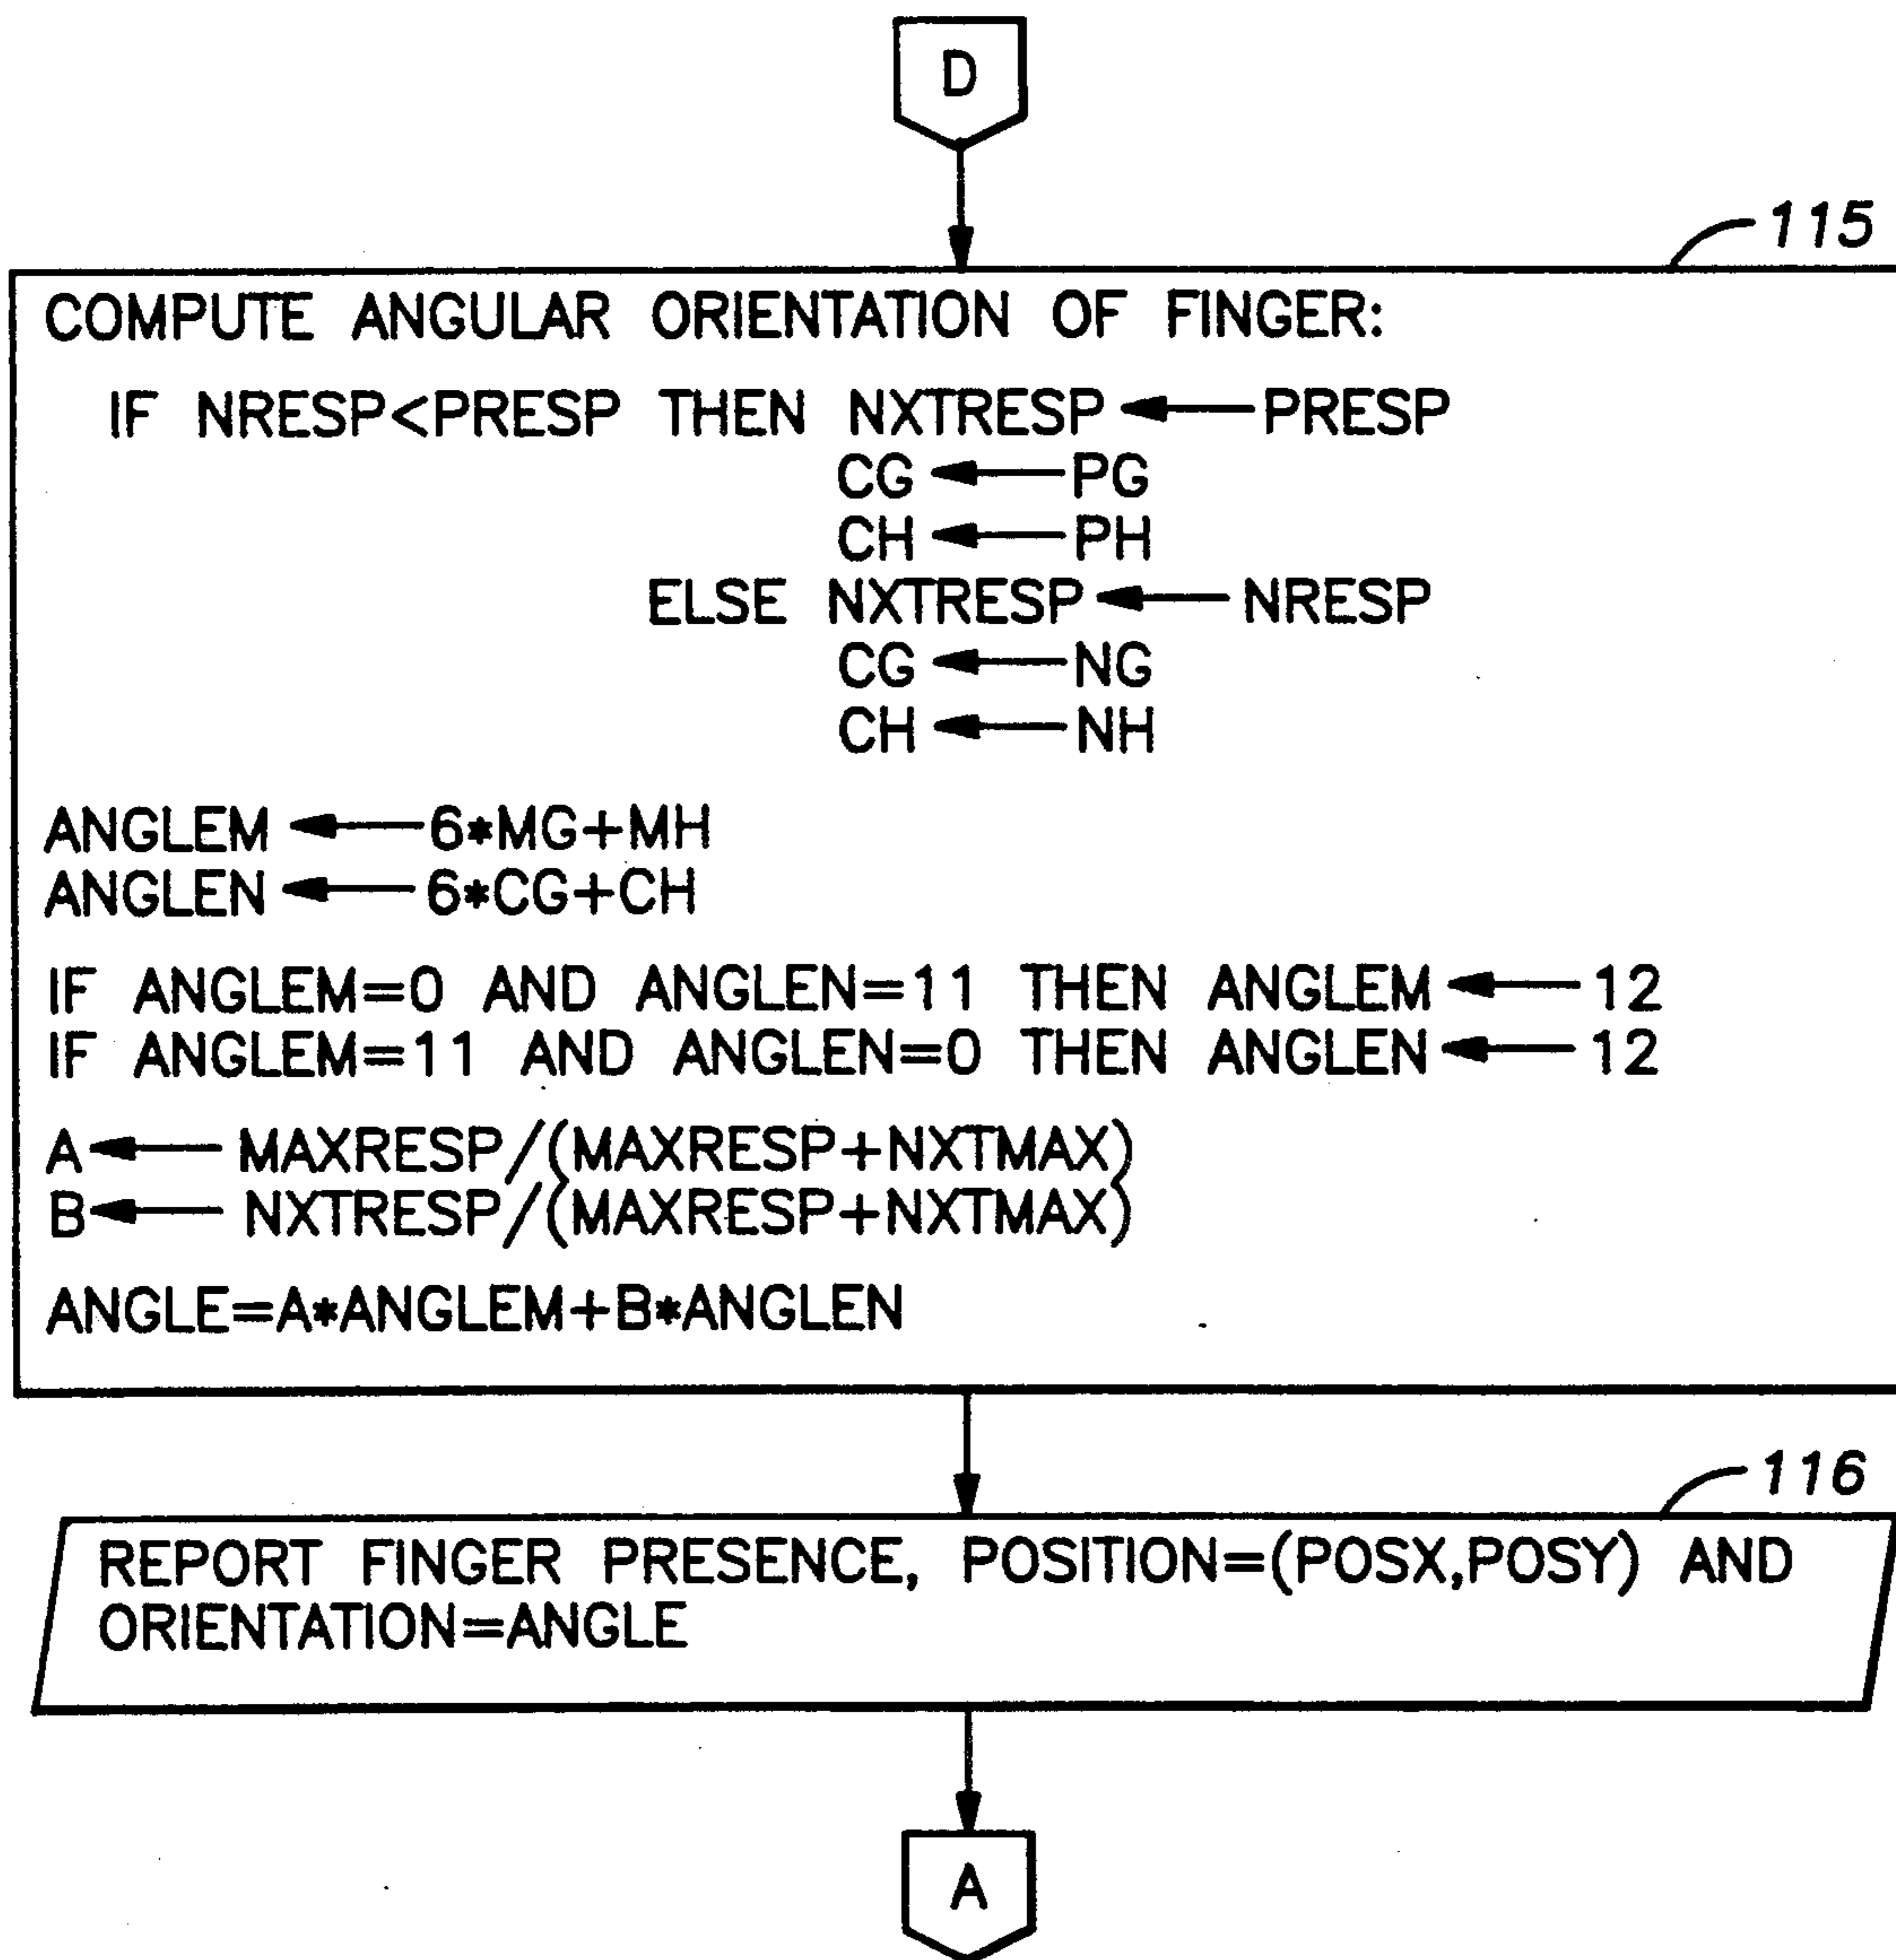 D
115
COMPUTE ANGULAR ORIENTATION OF FINGER:
IF NRESP<PRESP THEN NXTRESP ← PRESP
CG ← PG
CH ← PH
ELSE NXTRESP ← NRESP
CG ← NG
CH ← NH
ANGLEM ← 6*MG+MH
ANGLEN ← 6*CG+CH
IF ANGLEM=0 AND ANGLEN=11 THEN ANGLEM ← 12
IF ANGLEM=11 AND ANGLEN=0 THEN ANGLEN ← 12
A ← MAXRESP/(MAXRESP+NXTMAX)
B ← NXTRESP/(MAXRESP+NXTMAX)
ANGLE=A*ANGLEM+B*ANGLEN
116
REPORT FINGER PRESENCE, POSITION=(POSX,POSY) AND
ORIENTATION=ANGLE
A